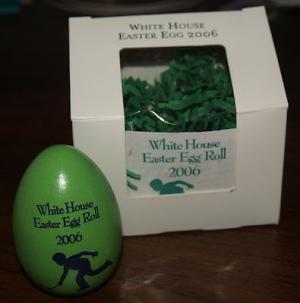 WHITE HOUSE
EASTER EGG 2006
White House
Easter Egg Roll
2006
White House
Easter Egg Roll
2006